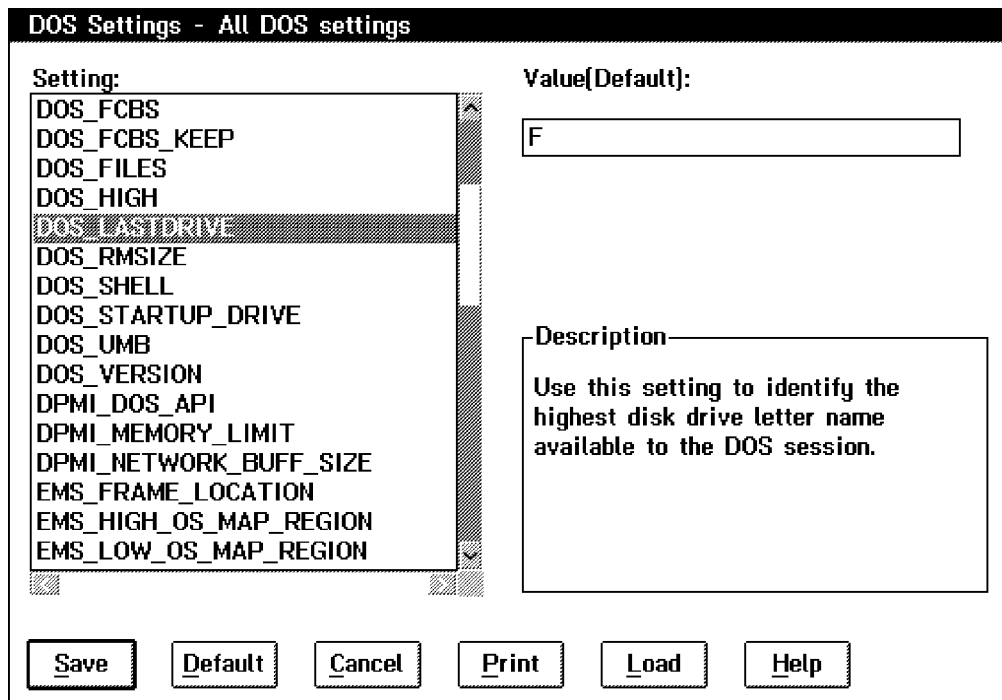 DOS Settings - All DOS settings
Setting:
DOS_FCBS
DOS_FCBS_KEEP
DOS_FILES
DOS_HIGH
DOS_LASTDRIVE
DOS_RMSIZE
DOS_SHELL
DOS_STARTUP_DRIVE
DOS_UMB
DOS_VERSION
DPMI_DOS_API
DPMI_MEMORY_LIMIT
DPMI_NETWORK_BUFF_SIZE
EMS_FRAME_LOCATION
EMS_HIGH_OS_MAP_REGION
EMS_LOW_OS_MAP_REGION
Value(Default):
F
Description
Use this setting to identify the
highest disk drive letter name
available to the DOS session.
Save Default Cancel Print Load Help